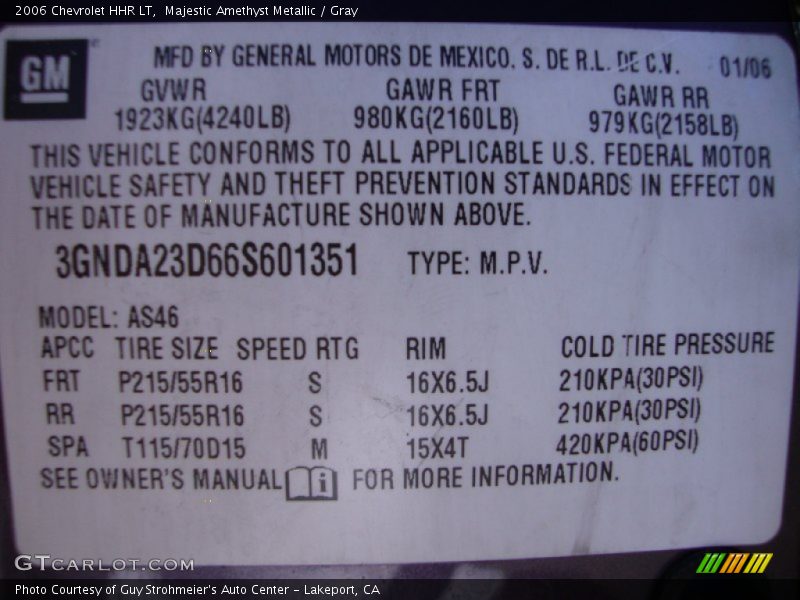 2006 Chevrolet HHR LT,  Majestic Amethyst Metallic / Gray
GM
MFD BY GENERAL MOTORS DE MEXICO. S. DE R.L. DE C.V. 01/06
GVWR GAWR FRT GAWR RR
1923KG(4240LB) 980KG(2160LB) 979KG(2158LB)
THIS VEHICLE CONFORMS TO ALL APPLICABLE U.S. FEDERAL MOTOR
VEHICLE SAFETY AND THEFT PREVENTION STANDARDS IN EFFECT ON
THE DATE OF MANUFACTURE SHOWN ABOVE.
3GNDA23D66S601351 TYPE: M.P.V.
MODEL: AS46
APCC TIRE SIZE SPEED RTG RIM COLD TIRE PRESSURE
FRT P215/55R16 S 16X6.5J 210KPA(30PSI)
RR P215/55R16 S 16X6.5J 210KPA(30PSI)
SPA T115/70D15 M 15X4T 420KPA(60PSI)
SEE OWNER'S MANUAL i FOR MORE INFORMATION.
GTCARLOT.COM
Photo Courtesy of Guy Strohmeier's Auto Center - Lakeport, CA